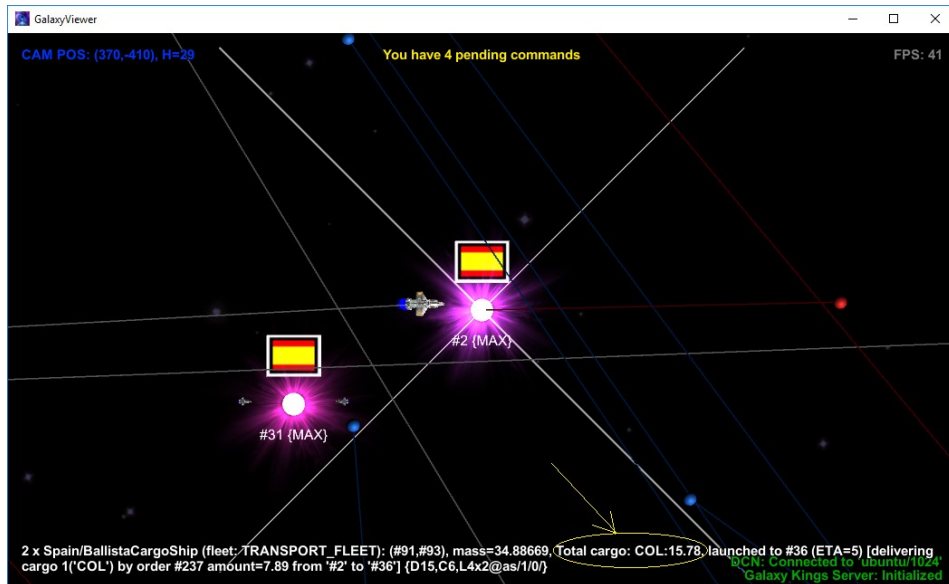 GalaxyViewer
CAM POS: (370,-410), H=29
You have 4 pending commands
FPS: 41
#2 {MAX}
#31 {MAX}
2 x Spain/BallistaCargoShip (fleet: TRANSPORT_FLEET): (#91,#93), mass=34.88669, Total cargo: COL:15.78, launched to #36 (ETA=5) [delivering
cargo 1('COL') by order #237 amount=7.89 from '#2' to '#36'] {D15,C6,L4x2@as/1/0/}
DCN: Connected to 'ubuntu/1024'
Galaxy Kings Server: Initialized